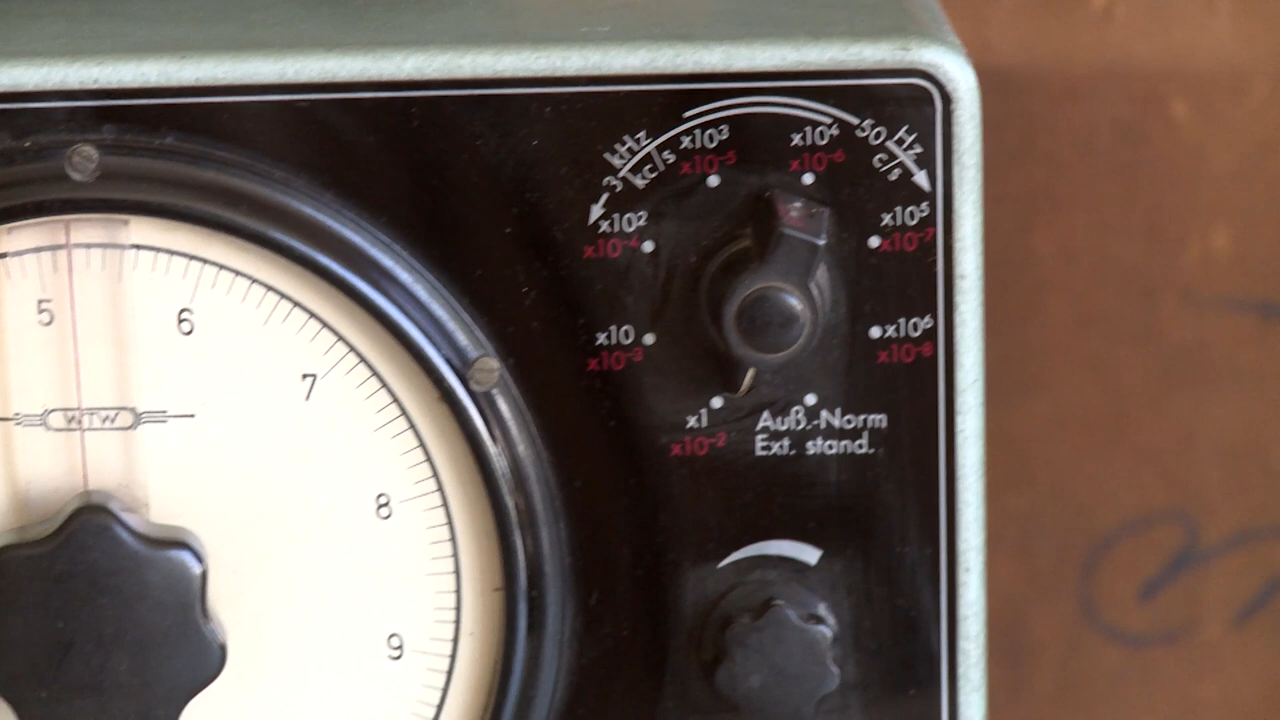 3 kHz
kc/s
50 Hz
c/s
x10³
x10⁻⁵
x10⁴
x10⁻⁶
x10²
x10⁻⁴
x10⁵
x10⁻⁷
x10
x10⁻³
x10⁶
x10⁻⁸
x1
x10⁻²
Auß.-Norm
Ext. stand.
5
6
7
WTW
8
9